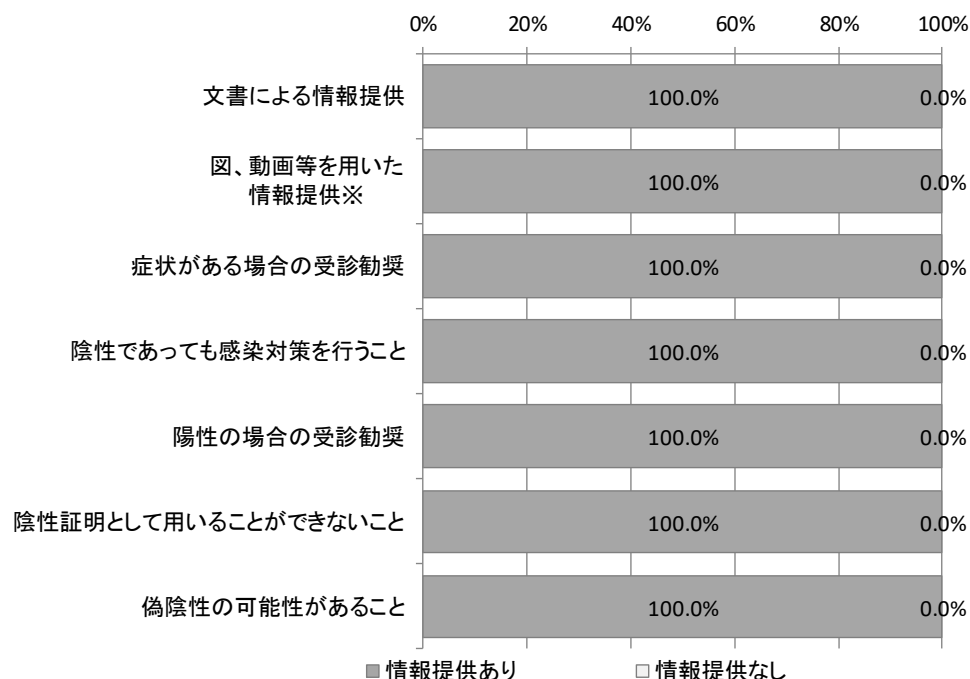 0% 20% 40% 60% 80% 100%
文書による情報提供 100.0% 0.0%
図、動画等を用いた
情報提供※ 100.0% 0.0%
症状がある場合の受診勧奨 100.0% 0.0%
陰性であっても感染対策を行うこと 100.0% 0.0%
陽性の場合の受診勧奨 100.0% 0.0%
陰性証明として用いることができないこと 100.0% 0.0%
偽陰性の可能性があること 100.0% 0.0%
情報提供あり 情報提供なし